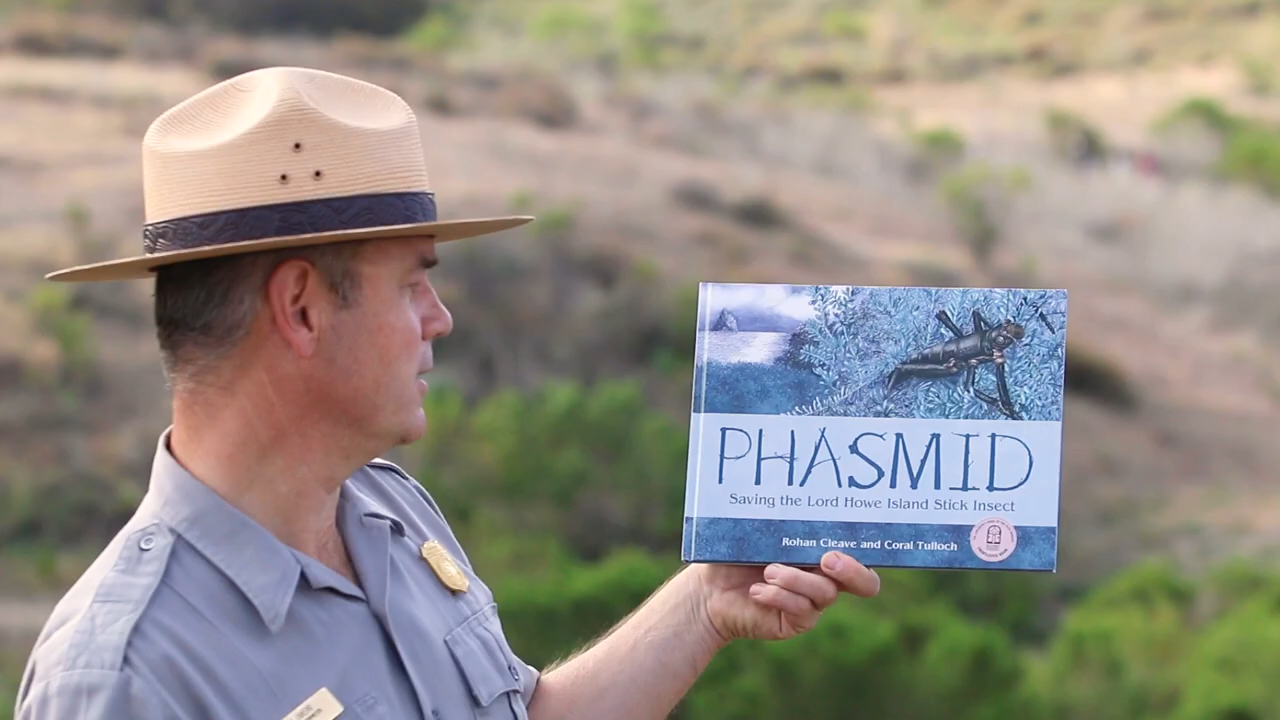 PHASMID
Saving the Lord Howe Island Stick Insect
Rohan Cleave and Coral Tulloch